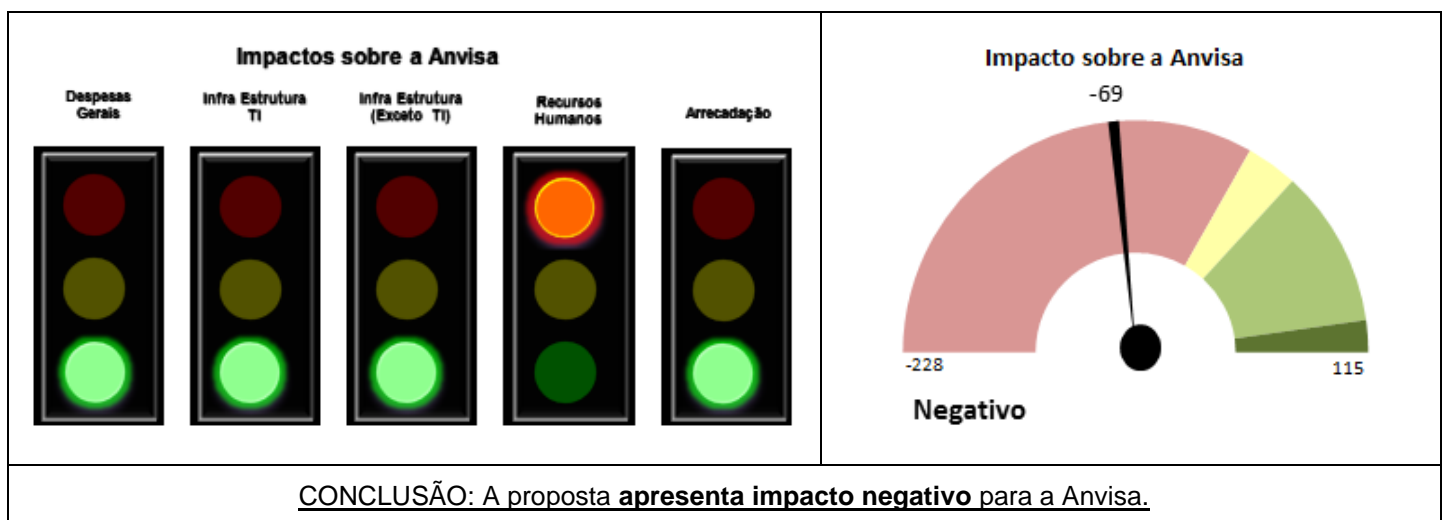 Impactos sobre a Anvisa
Despesas
Gerais
Infra Estrutura
TI
Infra Estrutura
(Exceto TI)
Recursos
Humanos
Arrecadação
Impacto sobre a Anvisa
-69
-228
115
Negativo
CONCLUSÃO: A proposta apresenta impacto negativo para a Anvisa.